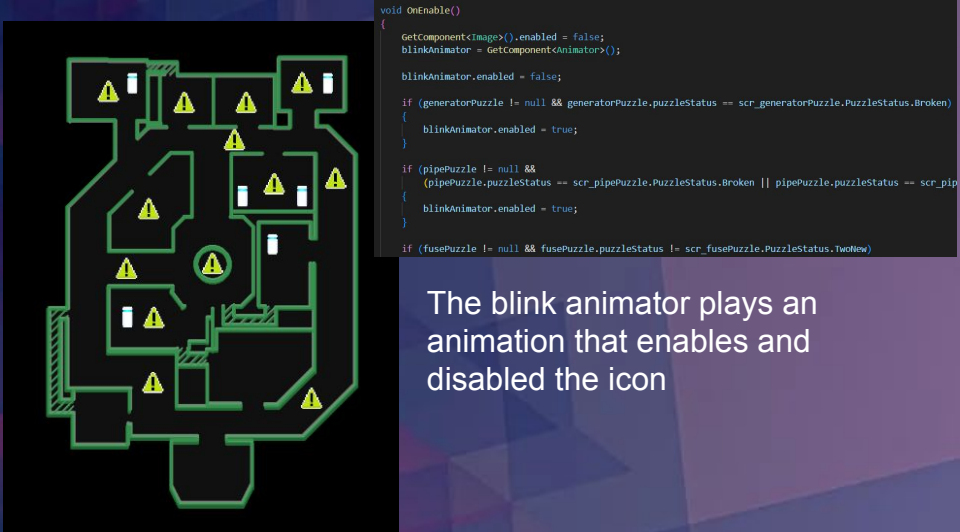 void OnEnable()
{
GetComponent<Image>().enabled = false;
blinkAnimator = GetComponent<Animator>();
blinkAnimator.enabled = false;
if (generatorPuzzle != null && generatorPuzzle.puzzleStatus == scr_generatorPuzzle.PuzzleStatus.Broken)
{
blinkAnimator.enabled = true;
}
if (pipePuzzle != null &&
(pipePuzzle.puzzleStatus == scr_pipePuzzle.PuzzleStatus.Broken || pipePuzzle.puzzleStatus == scr_pip
{
blinkAnimator.enabled = true;
}
if (fusePuzzle != null && fusePuzzle.puzzleStatus != scr_fusePuzzle.PuzzleStatus.TwoNew)
The blink animator plays an
animation that enables and
disabled the icon